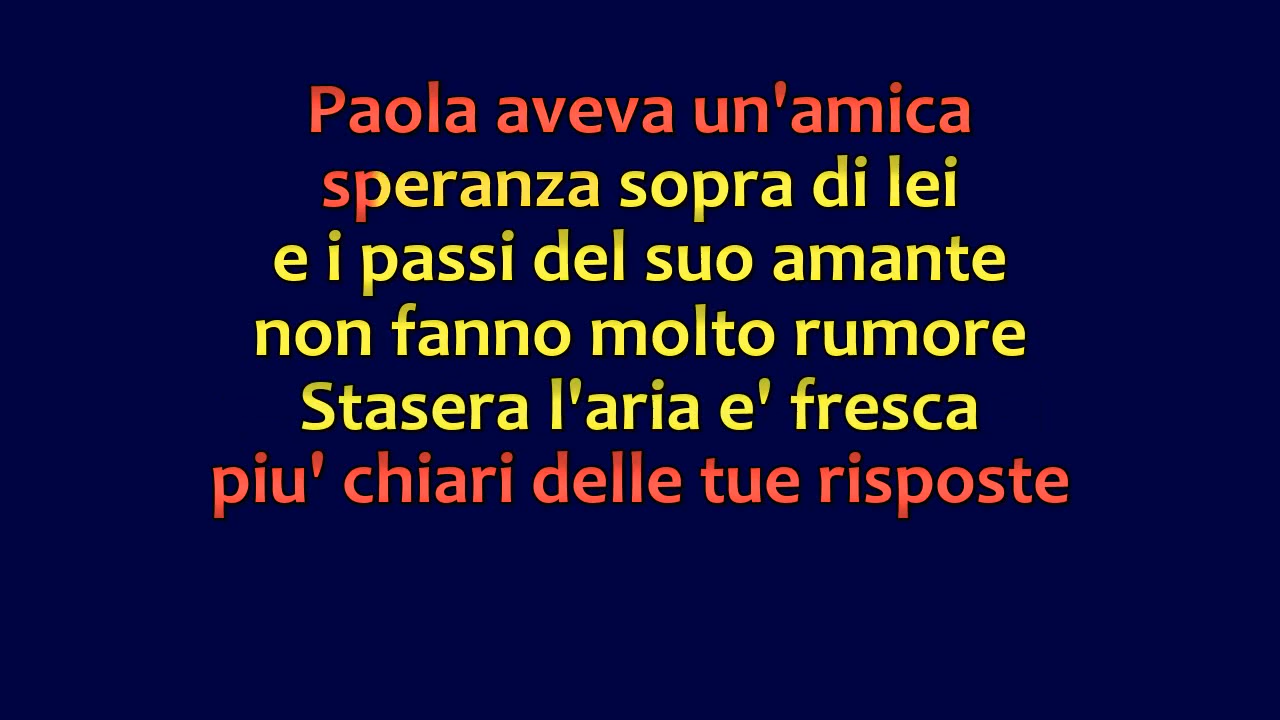 Paola aveva un'amica
speranza sopra di lei
e i passi del suo amante
non fanno molto rumore
Stasera l'aria e' fresca
piu' chiari delle tue risposte